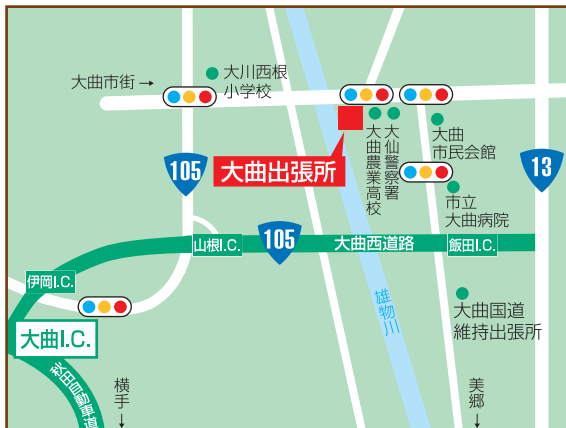 大曲市街→
大川西根
小学校
大曲出張所
大曲農業高校
大仙警察署
大曲
市民会館
市立
大曲病院
13
105
105
山根I.C.
大曲西道路
飯田I.C.
伊岡I.C.
大曲I.C.
秋田自動車道
雄物川
大曲国道
維持出張所
横手
↓
美郷
↓